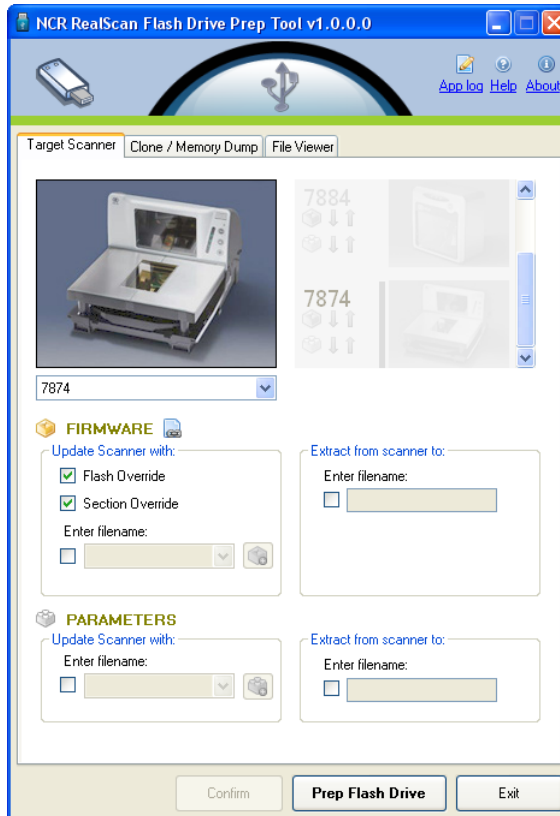 NCR RealScan Flash Drive Prep Tool v1.0.0.0
App log Help About
Target Scanner Clone / Memory Dump File Viewer
7884
7874
7874
FIRMWARE
Update Scanner with: Extract from scanner to:
Flash Override Enter filename:
Section Override
Enter filename:
PARAMETERS
Update Scanner with: Extract from scanner to:
Enter filename: Enter filename:
Confirm Prep Flash Drive Exit